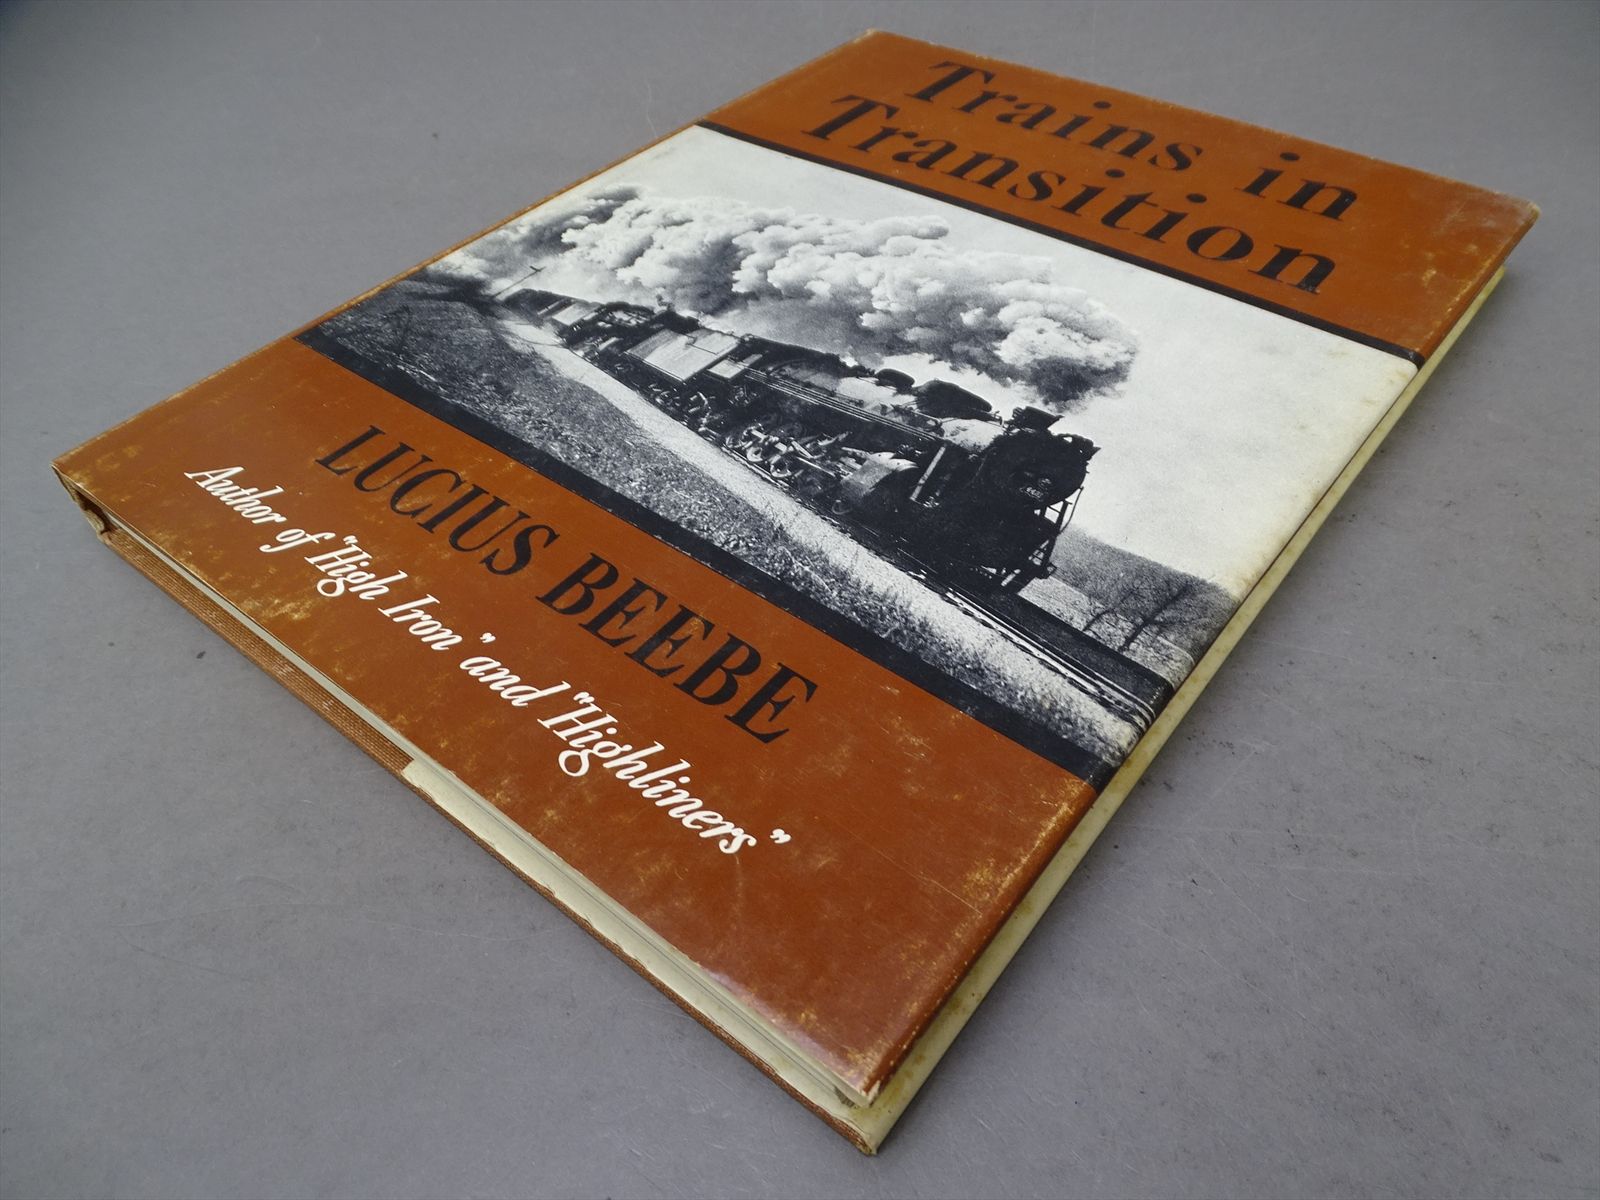 Trains in
Transition
LUCIUS BEEBE
Author of "High Iron" and "Highliners"